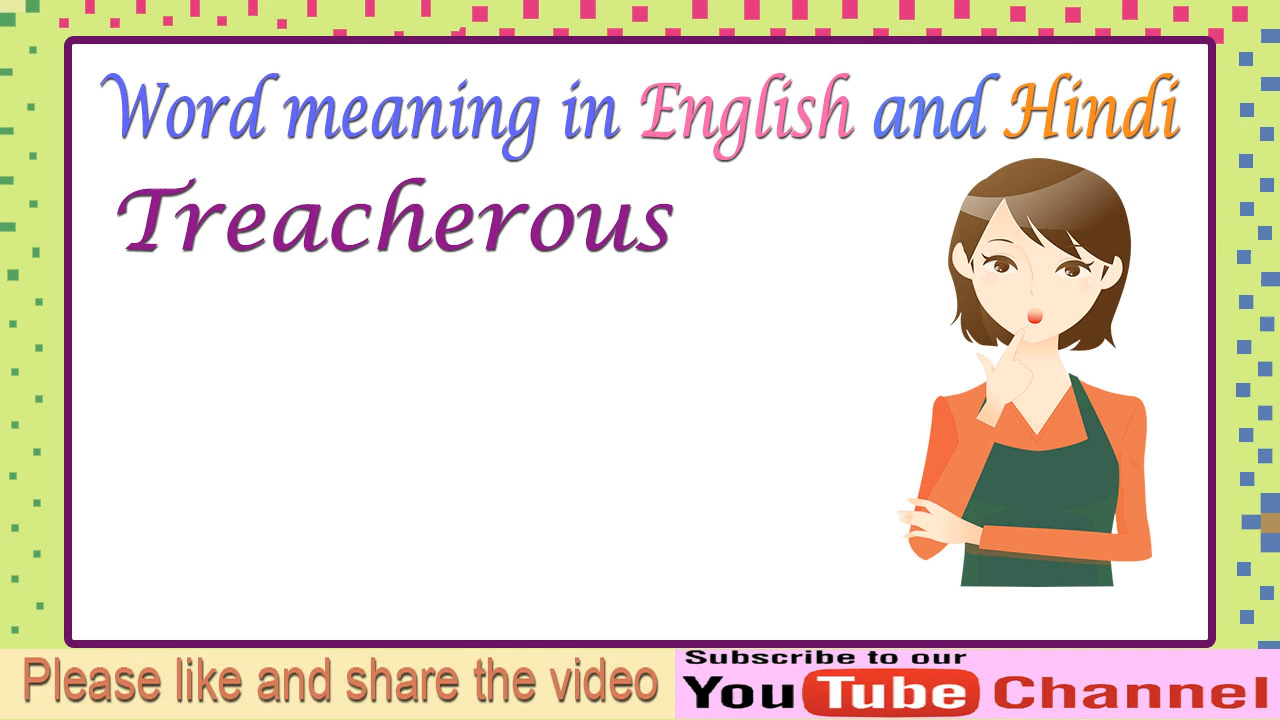 Word meaning in English and Hindi
Treacherous
Please like and share the video
Subscribe to our
YouTube Channel